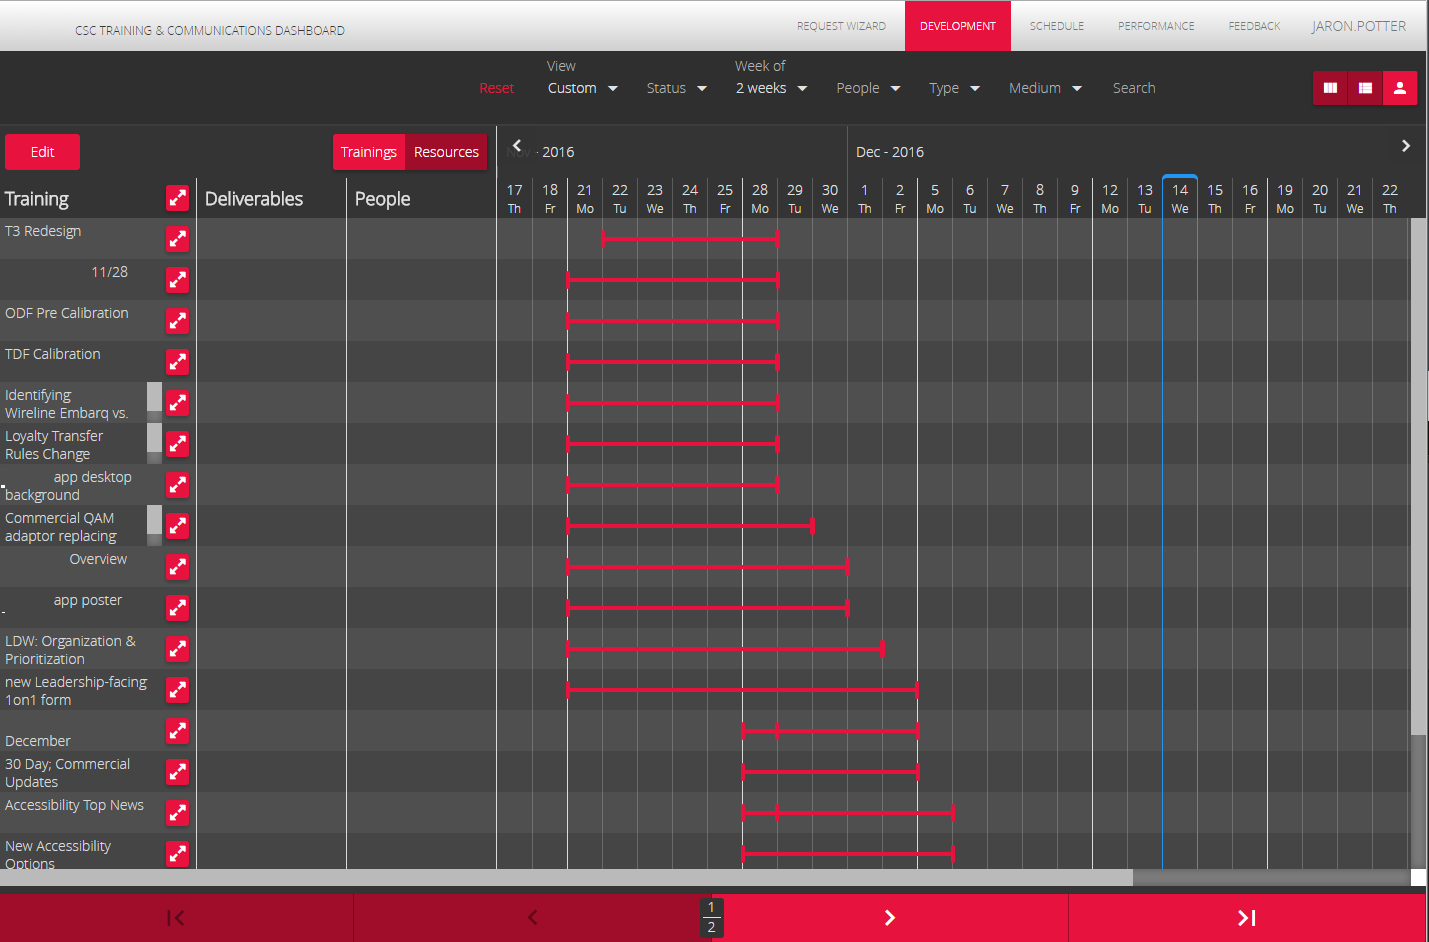 CSC TRAINING & COMMUNICATIONS DASHBOARD
REQUEST WIZARD
DEVELOPMENT
SCHEDULE
PERFORMANCE
FEEDBACK
JARON.POTTER
Reset
View
Custom
Status
Week of
2 weeks
People
Type
Medium
Search
Edit
Trainings
Resources
Nov - 2016
Dec - 2016
Training
Deliverables
People
17 18 21 22 23 24 25 28 29 30 1 2 5 6 7 8 9 12 13 14 15 16 19 20 21 22
Th Fr Mo Tu We Th Fr Mo Tu We Th Fr Mo Tu We Th Fr Mo Tu We Th Fr Mo Tu We Th
T3 Redesign
11/28
ODF Pre Calibration
TDF Calibration
Identifying
Wireline Embarq vs.
Loyalty Transfer
Rules Change
app desktop
background
Commercial QAM
adaptor replacing
Overview
app poster
LDW: Organization &
Prioritization
new Leadership-facing
1on1 form
December
30 Day; Commercial
Updates
Accessibility Top News
New Accessibility
Options
1
2